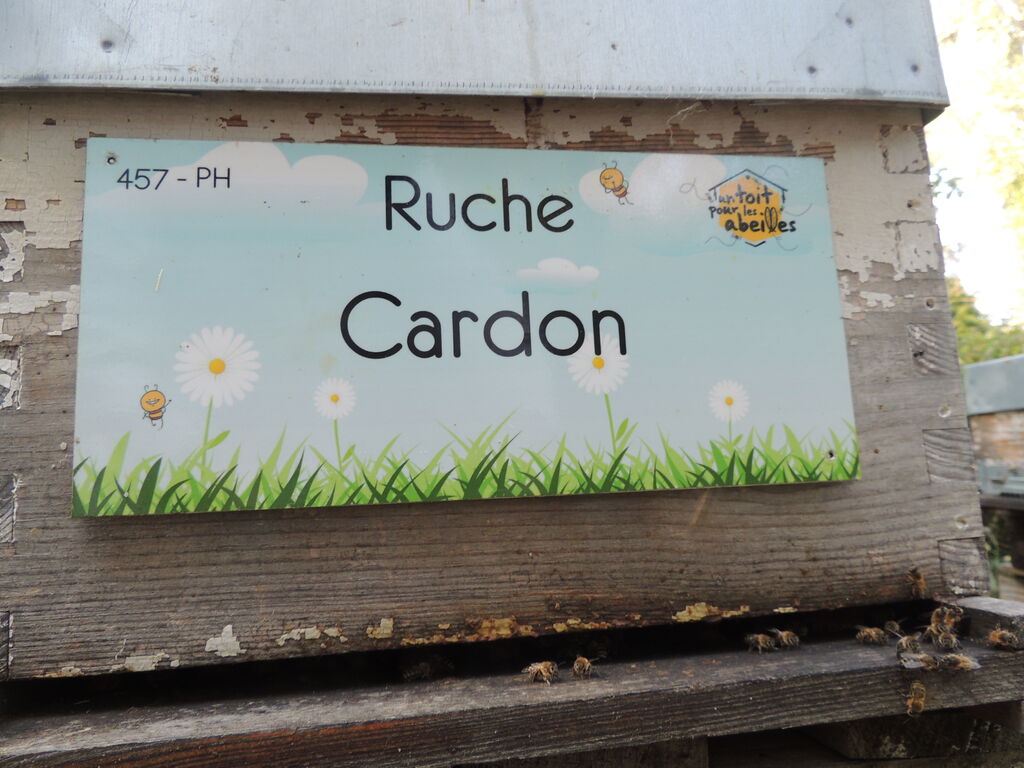 457 - PH
Ruche
Cardon
un toit
pour les
abeilles